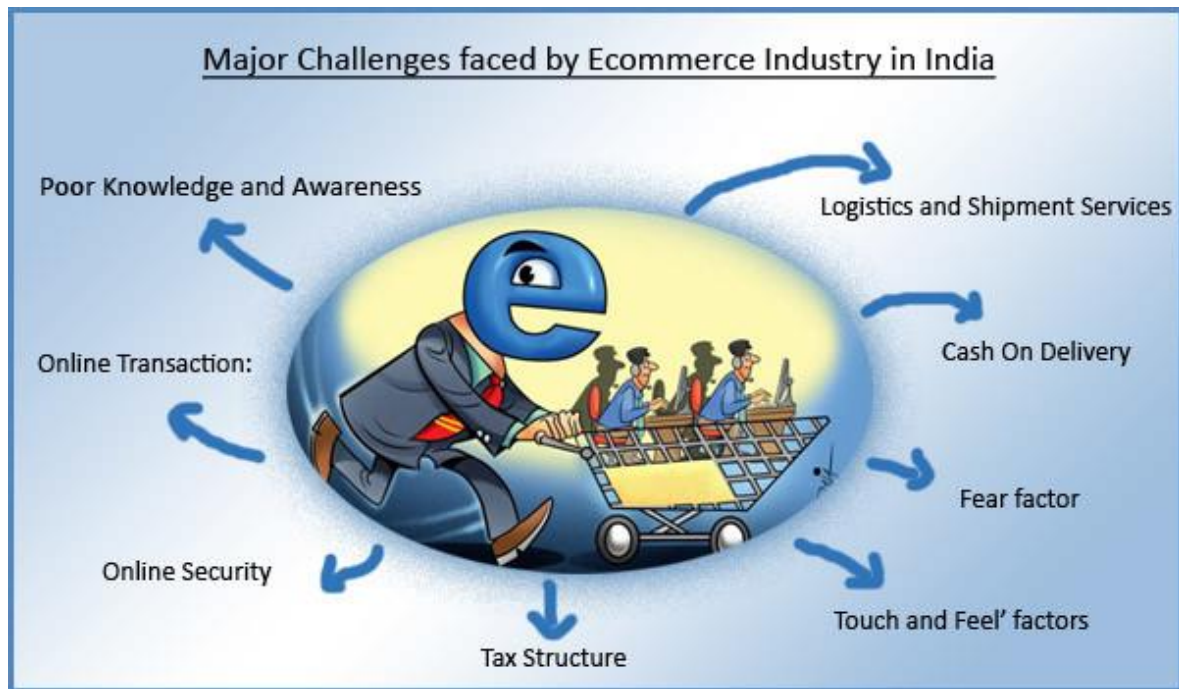 Major Challenges faced by Ecommerce Industry in India
Poor Knowledge and Awareness
Logistics and Shipment Services
Online Transaction:
Cash On Delivery
Fear factor
Online Security
Touch and Feel’ factors
Tax Structure
e